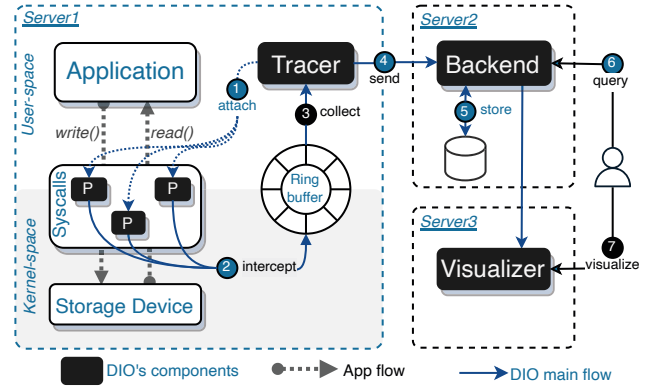 Server1
Server2
User-space
Application
Tracer
4
send
Backend
6
query
1
attach
3
collect
5
store
write()
read()
Syscalls
P
P
P
Ring
buffer
Kernel-space
2
intercept
Server3
7
visualize
Visualizer
Storage Device
DIO's components
App flow
DIO main flow